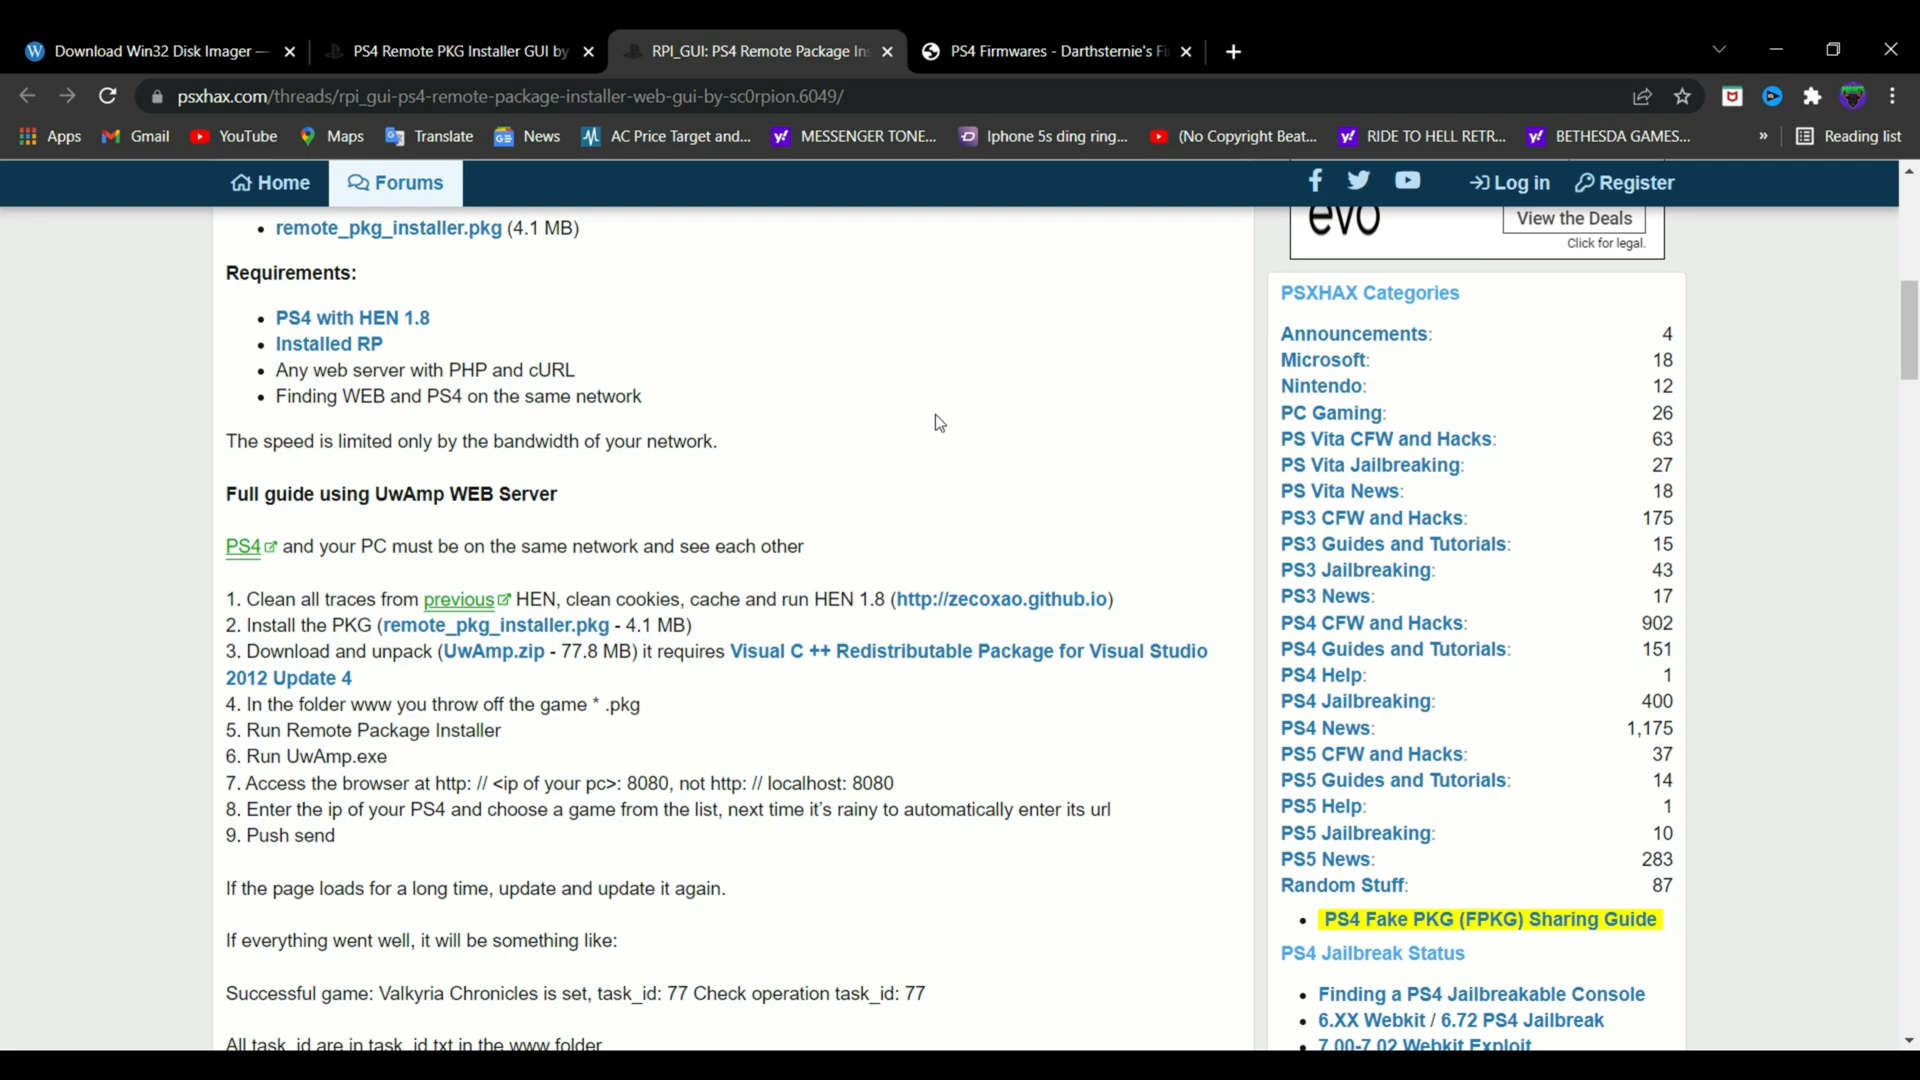 Download Win32 Disk Imager —
PS4 Remote PKG Installer GUI by
RPI_GUI: PS4 Remote Package In
PS4 Firmwares - Darthsternie's Fi
psxhax.com/threads/rpi_gui-ps4-remote-package-installer-web-gui-by-sc0rpion.6049/
Apps Gmail YouTube Maps Translate News AC Price Target and... MESSENGER TONE... Iphone 5s ding ring... (No Copyright Beat... RIDE TO HELL RETR... BETHESDA GAMES... » Reading list
Home Forums Log in Register
remote_pkg_installer.pkg (4.1 MB)
Requirements:
PS4 with HEN 1.8
Installed RP
Any web server with PHP and cURL
Finding WEB and PS4 on the same network
The speed is limited only by the bandwidth of your network.
Full guide using UwAmp WEB Server
PS4 and your PC must be on the same network and see each other
1. Clean all traces from previous HEN, clean cookies, cache and run HEN 1.8 (http://zecoxao.github.io)
2. Install the PKG (remote_pkg_installer.pkg - 4.1 MB)
3. Download and unpack (UwAmp.zip - 77.8 MB) it requires Visual C ++ Redistributable Package for Visual Studio
2012 Update 4
4. In the folder www you throw off the game * .pkg
5. Run Remote Package Installer
6. Run UwAmp.exe
7. Access the browser at http: // <ip of your pc>: 8080, not http: // localhost: 8080
8. Enter the ip of your PS4 and choose a game from the list, next time it's rainy to automatically enter its url
9. Push send
If the page loads for a long time, update and update it again.
If everything went well, it will be something like:
Successful game: Valkyria Chronicles is set, task_id: 77 Check operation task_id: 77
All task_id are in task_id.txt in the www folder
evo
View the Deals
Click for legal.
PSXHAX Categories
Announcements: 4
Microsoft: 18
Nintendo: 12
PC Gaming: 26
PS Vita CFW and Hacks: 63
PS Vita Jailbreaking: 27
PS Vita News: 18
PS3 CFW and Hacks: 175
PS3 Guides and Tutorials: 15
PS3 Jailbreaking: 43
PS3 News: 17
PS4 CFW and Hacks: 902
PS4 Guides and Tutorials: 151
PS4 Help: 1
PS4 Jailbreaking: 400
PS4 News: 1,175
PS5 CFW and Hacks: 37
PS5 Guides and Tutorials: 14
PS5 Help: 1
PS5 Jailbreaking: 10
PS5 News: 283
Random Stuff: 87
PS4 Fake PKG (FPKG) Sharing Guide
PS4 Jailbreak Status
Finding a PS4 Jailbreakable Console
6.XX Webkit / 6.72 PS4 Jailbreak
7.00-7.02 Webkit Exploit